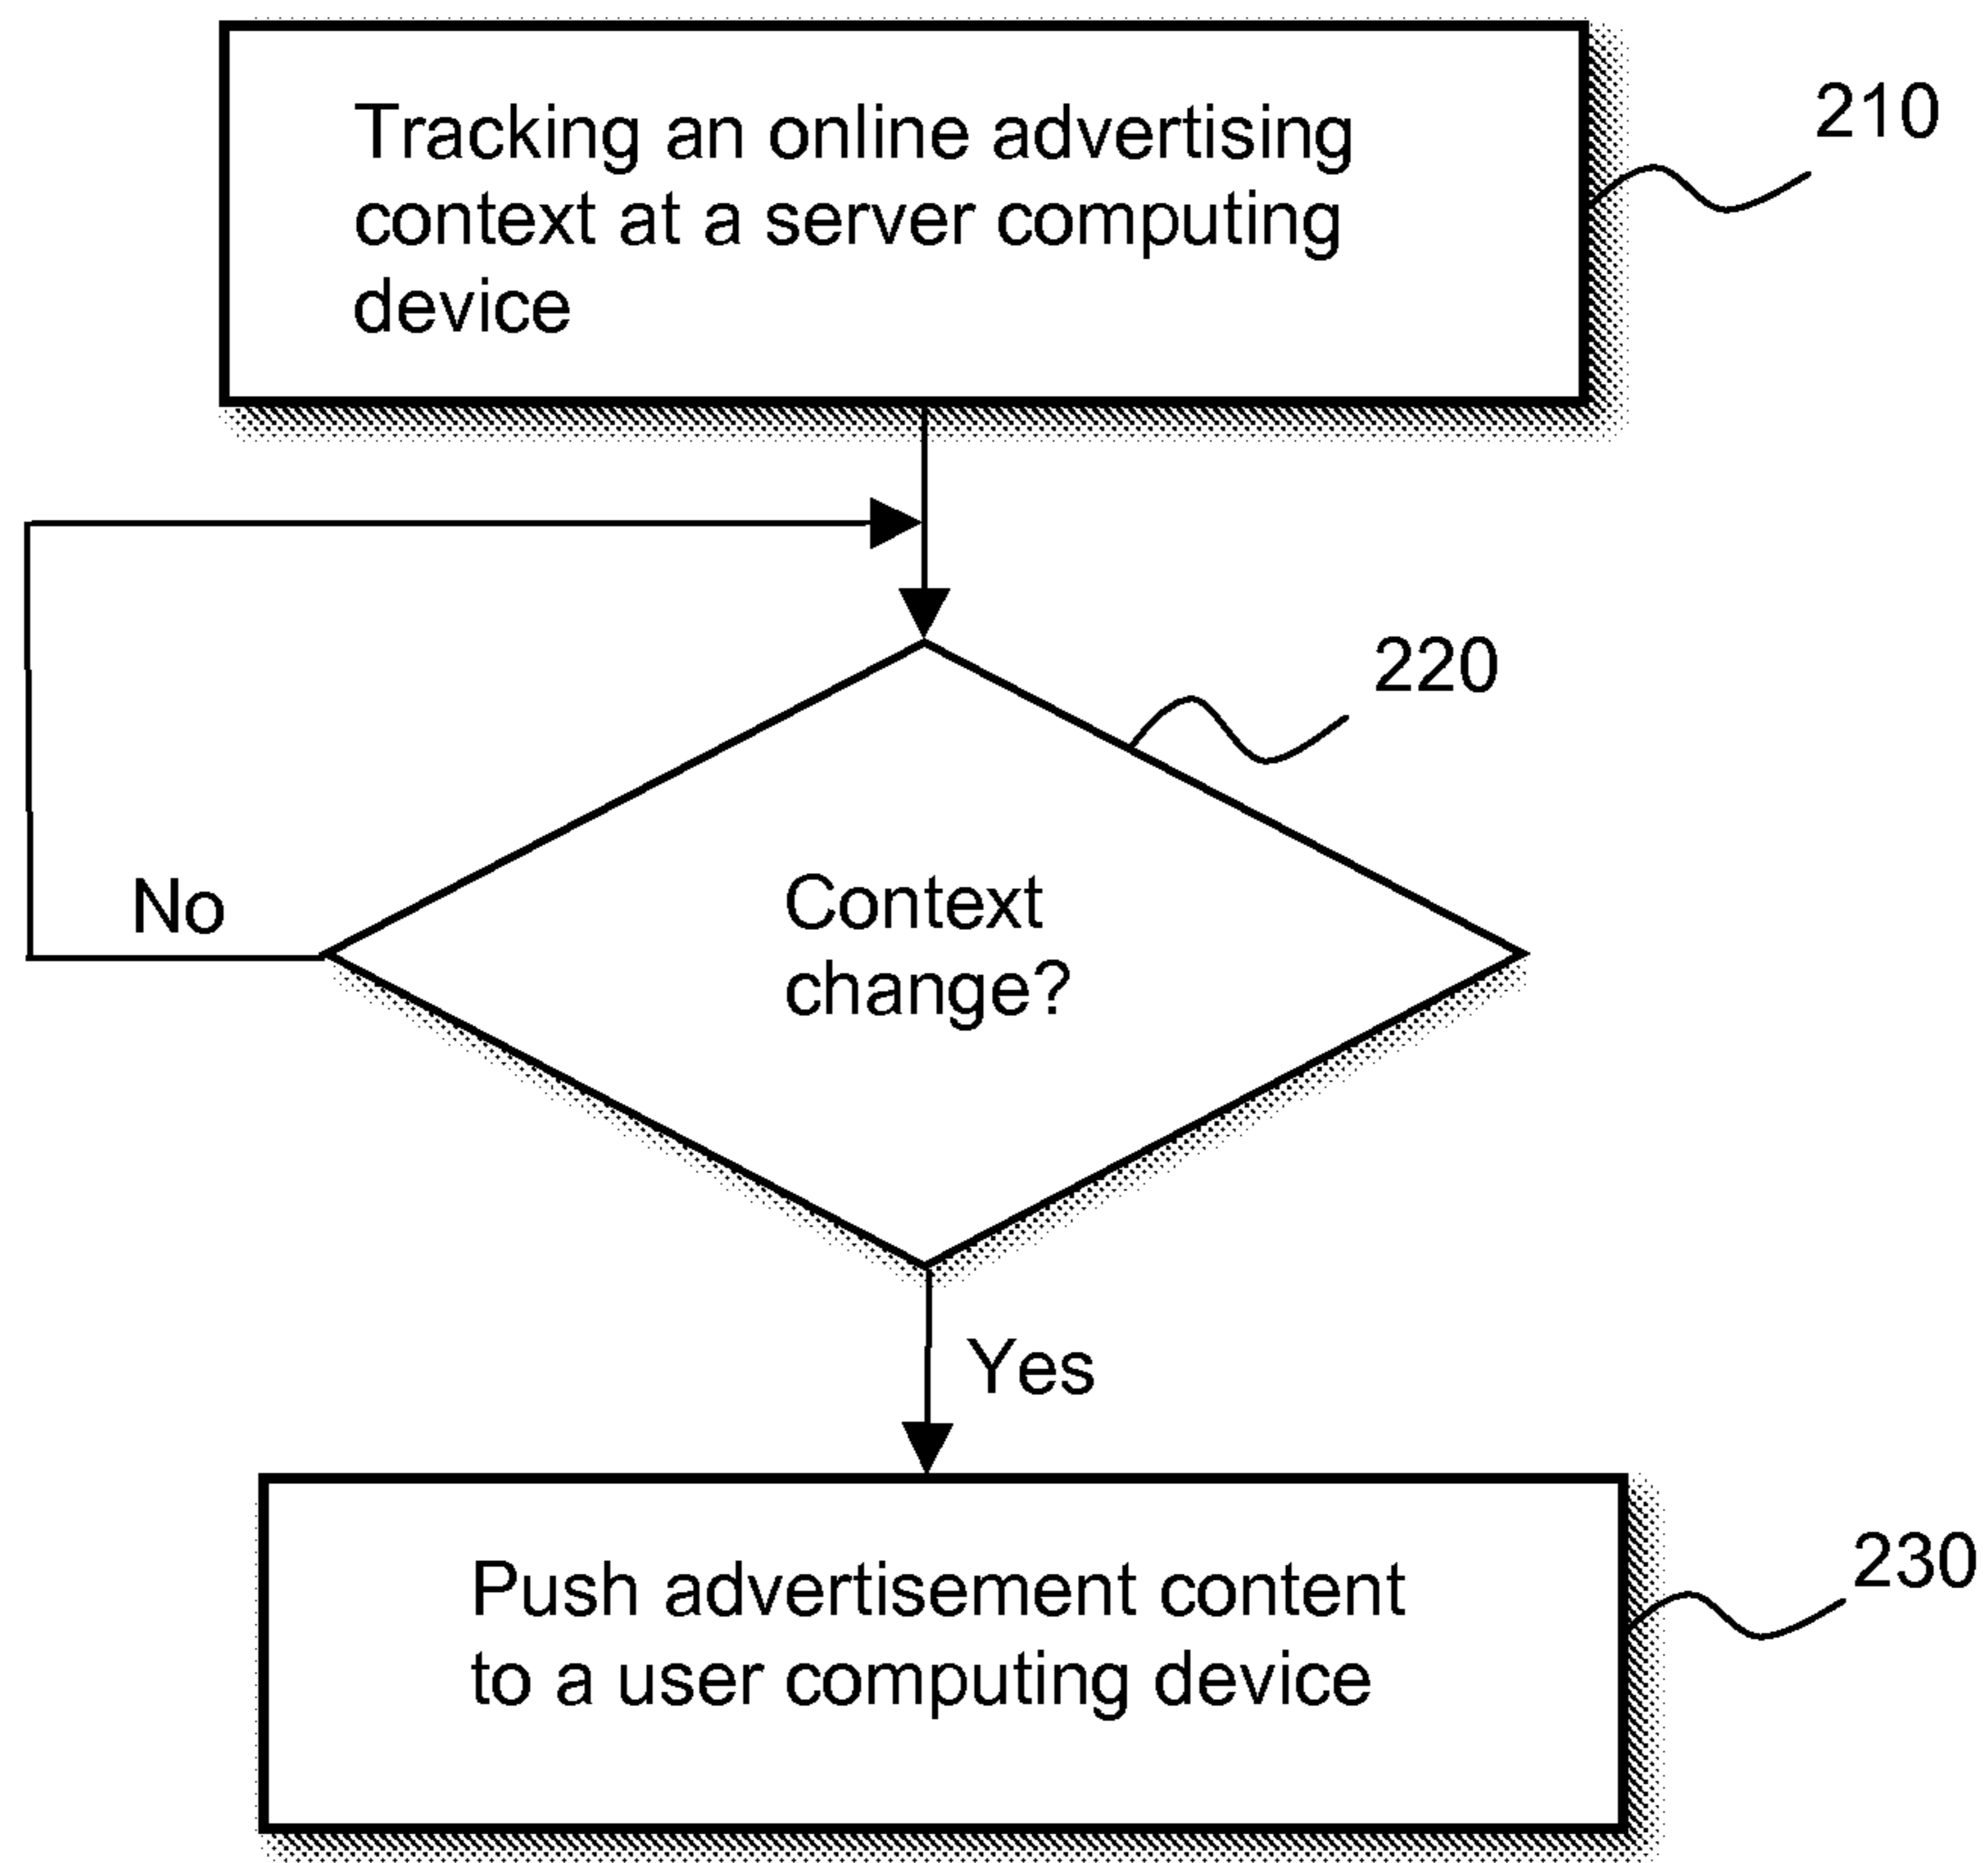 Tracking an online advertising
context at a server computing
device
210
220
Context
change?
No
Yes
Push advertisement content
to a user computing device
230